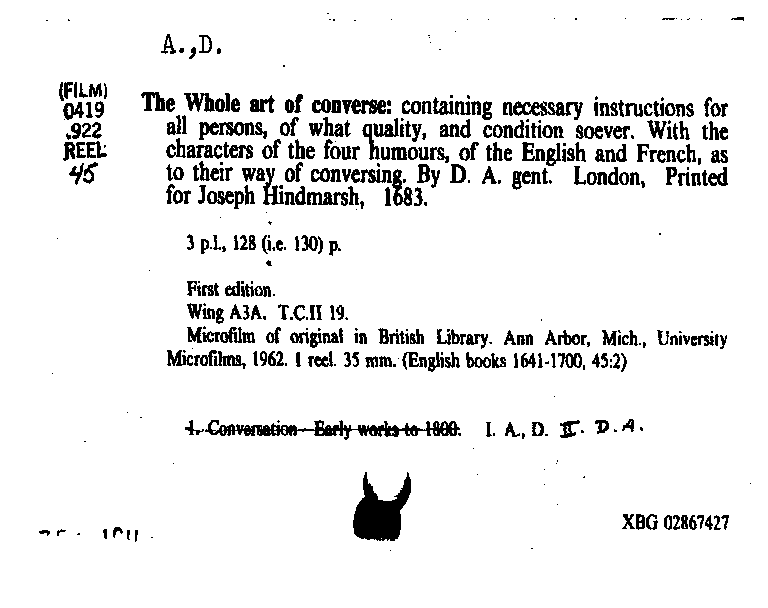 A.,D.
(FILM)
0419
.922
REEL
45
The Whole art of converse: containing necessary instructions for
all persons, of what quality, and condition soever. With the
characters of the four humours, of the English and French, as
to their way of conversing. By D. A. gent. London, Printed
for Joseph Hindmarsh, 1683.
3 p.l., 128 (i.e. 130) p.
First edition.
Wing A3A. T.C.II 19.
Microfilm of original in British Library. Ann Arbor, Mich., University
Microfilms, 1962. 1 reel. 35 mm. (English books 1641-1700, 45:2)
1. Conversation--Early works to 1800. I. A., D. II. D.A.
XBG 02867427